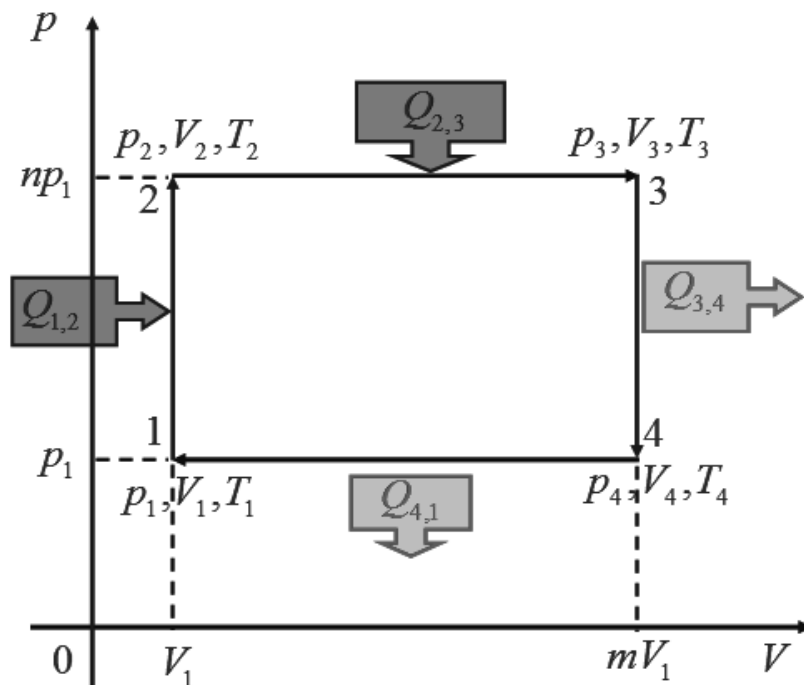 p
Q₂,₃
p₂,V₂,T₂
p₃,V₃,T₃
np₁
2
3
Q₁,₂
Q₃,₄
1
4
p₁
p₁,V₁,T₁
Q₄,₁
p₄,V₄,T₄
0
V₁
mV₁
V